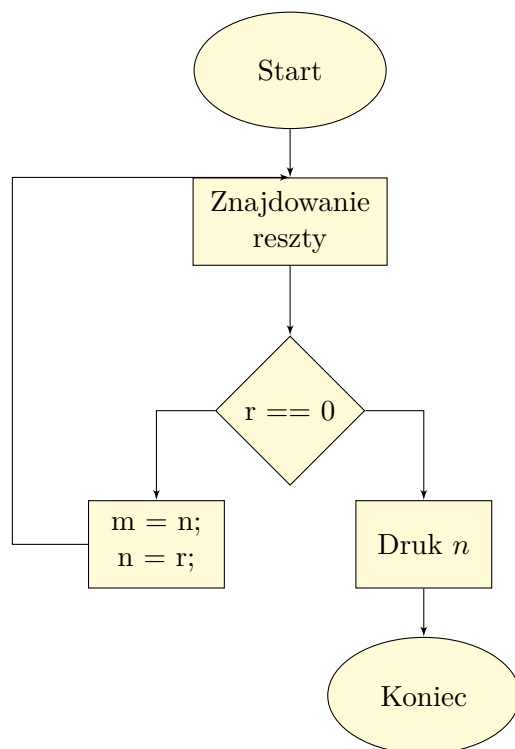 Start
Znajdowanie
reszty
r == 0
m = n;
n = r;
Druk n
Koniec